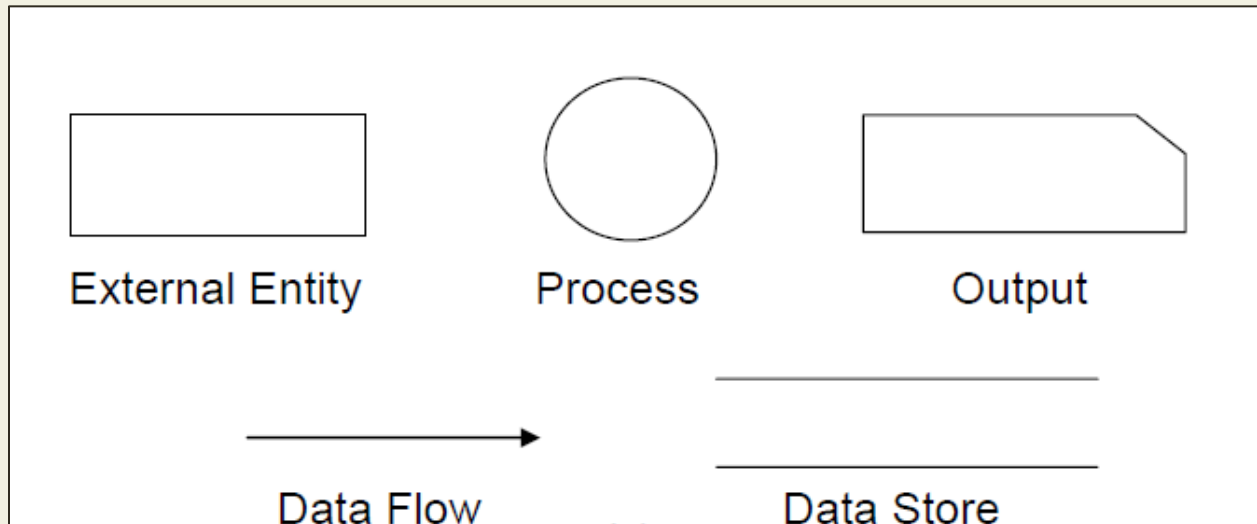 External Entity
Process
Output
Data Flow
Data Store